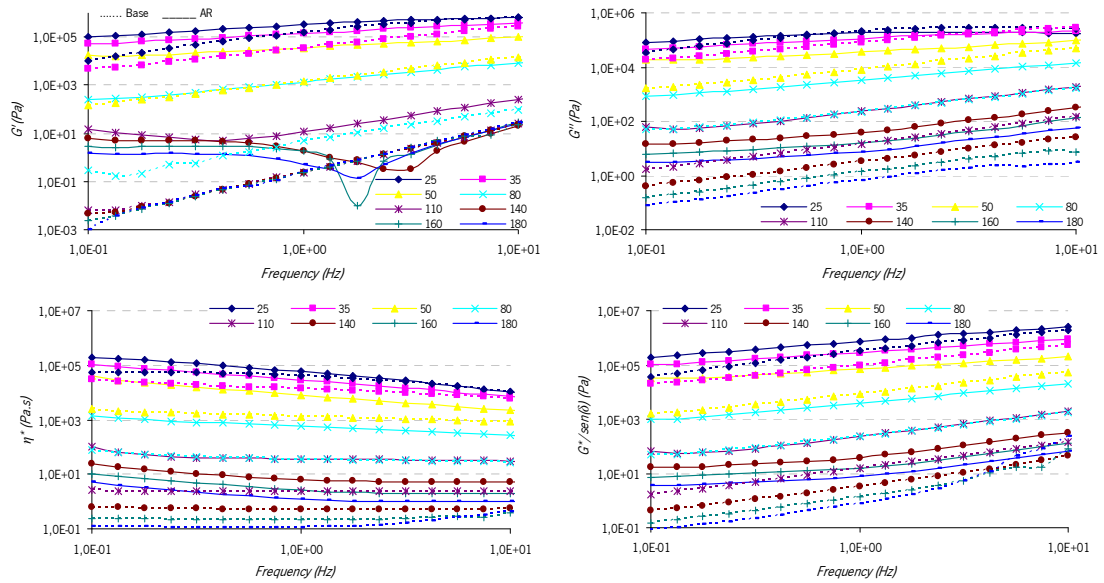 ....... Base ______ AR
1,0E+05
1,0E+03
1,0E+01
1,0E-01
1,0E-03
G' (Pa)
25 35
50 80
110 140
160 180
1,0E-01 1,0E+00 1,0E+01
Frequency (Hz)
1,0E+06
1,0E+04
1,0E+02
1,0E+00
1,0E-02
G'' (Pa)
25 35 50 80
110 140 160 180
1,0E-01 1,0E+00 1,0E+01
Frequency (Hz)
25 35 50 80
110 140 160 180
1,0E+07
1,0E+05
1,0E+03
1,0E+01
1,0E-01
η* (Pa.s)
1,0E-01 1,0E+00 1,0E+01
Frequency (Hz)
25 35 50 80
110 140 160 180
1,0E+07
1,0E+05
1,0E+03
1,0E+01
1,0E-01
G*/sen(δ) (Pa)
1,0E-01 1,0E+00 1,0E+01
Frequency (Hz)